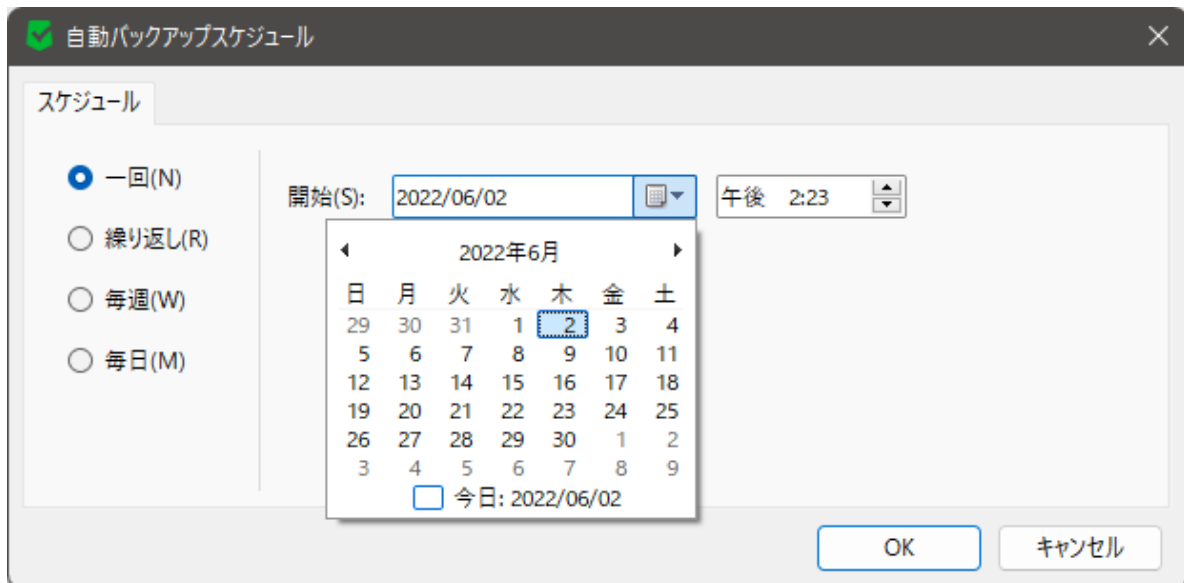 自動バックアップスケジュール
スケジュール
一回(N)
繰り返し(R)
毎週(W)
毎日(M)
開始(S): 2022/06/02 午後 2:23
2022年6月
日 月 火 水 木 金 土
29 30 31 1 2 3 4
5 6 7 8 9 10 11
12 13 14 15 16 17 18
19 20 21 22 23 24 25
26 27 28 29 30 1 2
3 4 5 6 7 8 9
今日: 2022/06/02
OK キャンセル